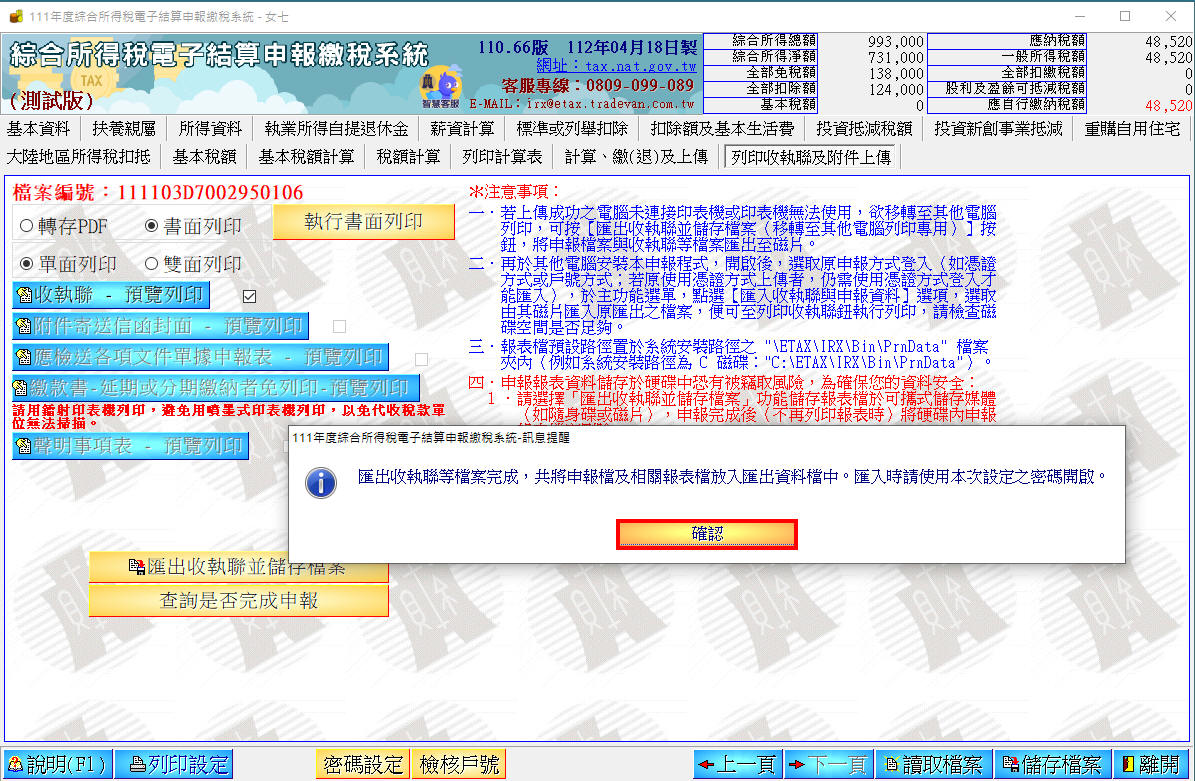 111年度綜合所得稅電子結算申報繳稅系統 - 女七
綜合所得稅電子結算申報繳稅系統
TAX
(測試版)
110.66版 112年04月18日製
網址：tax.nat.gov.tw
客服專線：0809-099-089
E-MAIL：irx@etax.tradevan.com.tw
智慧客服
綜合所得總額 993,000 應納稅額 48,520
綜合所得淨額 731,000 一般所得稅額 48,520
全部免稅額 138,000 全部扣繳稅額 0
全部扣除額 124,000 股利及盈餘可抵減稅額 0
基本稅額 0 應自行繳納稅額 48,520
基本資料 扶養親屬 所得資料 執業所得自提退休金 薪資計算 標準或列舉扣除 扣除額及基本生活費 投資抵減稅額 投資新創事業抵減 重購自用住宅
大陸地區所得稅扣抵 基本稅額 基本稅額計算 稅額計算 列印計算表 計算、繳(退)及上傳 列印收執聯及附件上傳
檔案編號：111103D7002950106
轉存PDF 書面列印 執行書面列印
單面列印 雙面列印
收執聯 - 預覽列印
附件寄送信函封面 - 預覽列印
應檢送各項文件單據申報表 - 預覽列印
繳款書-延期或分期繳納者免列印-預覽列印
請用鐳射印表機列印，避免用噴墨式印表機列印，以免代收稅款單
位無法掃描。
聲明事項表 - 預覽列印
匯出收執聯並儲存檔案
查詢是否完成申報
＊注意事項：
一．若上傳成功之電腦未連接印表機或印表機無法使用，欲移轉至其他電腦
列印，可按［匯出收執聯並儲存檔案（移轉至其他電腦列印專用）］按
鈕，將申報檔案與收執聯等檔案匯出至磁片。
二．再於其他電腦安裝本申報程式，開啟後，選取原申報方式登入（如憑證
方式或戶號方式；若原使用憑證方式上傳者，仍需使用憑證方式登入才
能匯入），於主功能選單，點選［匯入收執聯與申報資料］選項，選取
由其磁片匯入原匯出之檔案，便可至列印收執聯鈕執行列印，請檢查磁
碟空間是否足夠。
三．報表檔預設路徑置於系統安裝路徑之 "\ETAX\IRX\Bin\PrnData" 檔案
夾內（例如系統安裝路徑為 C 磁碟："C:\ETAX\IRX\Bin\PrnData"）。
四．申報報表資料儲存於硬碟中恐有被竊取風險，為確保您的資料安全：
1．請選擇「匯出收執聯並儲存檔案」功能儲存報表檔於可攜式儲存媒體
（如隨身碟或磁片），申報完成後（不再列印報表時）將硬碟內申報
111年度綜合所得稅電子結算申報繳稅系統-訊息提醒
匯出收執聯等檔案完成，共將申報檔及相關報表檔放入匯出資料檔中。匯入時請使用本次設定之密碼開啟。
確認
說明(F1) 列印設定 密碼設定 檢核戶號 上一頁 下一頁 讀取檔案 儲存檔案 離開